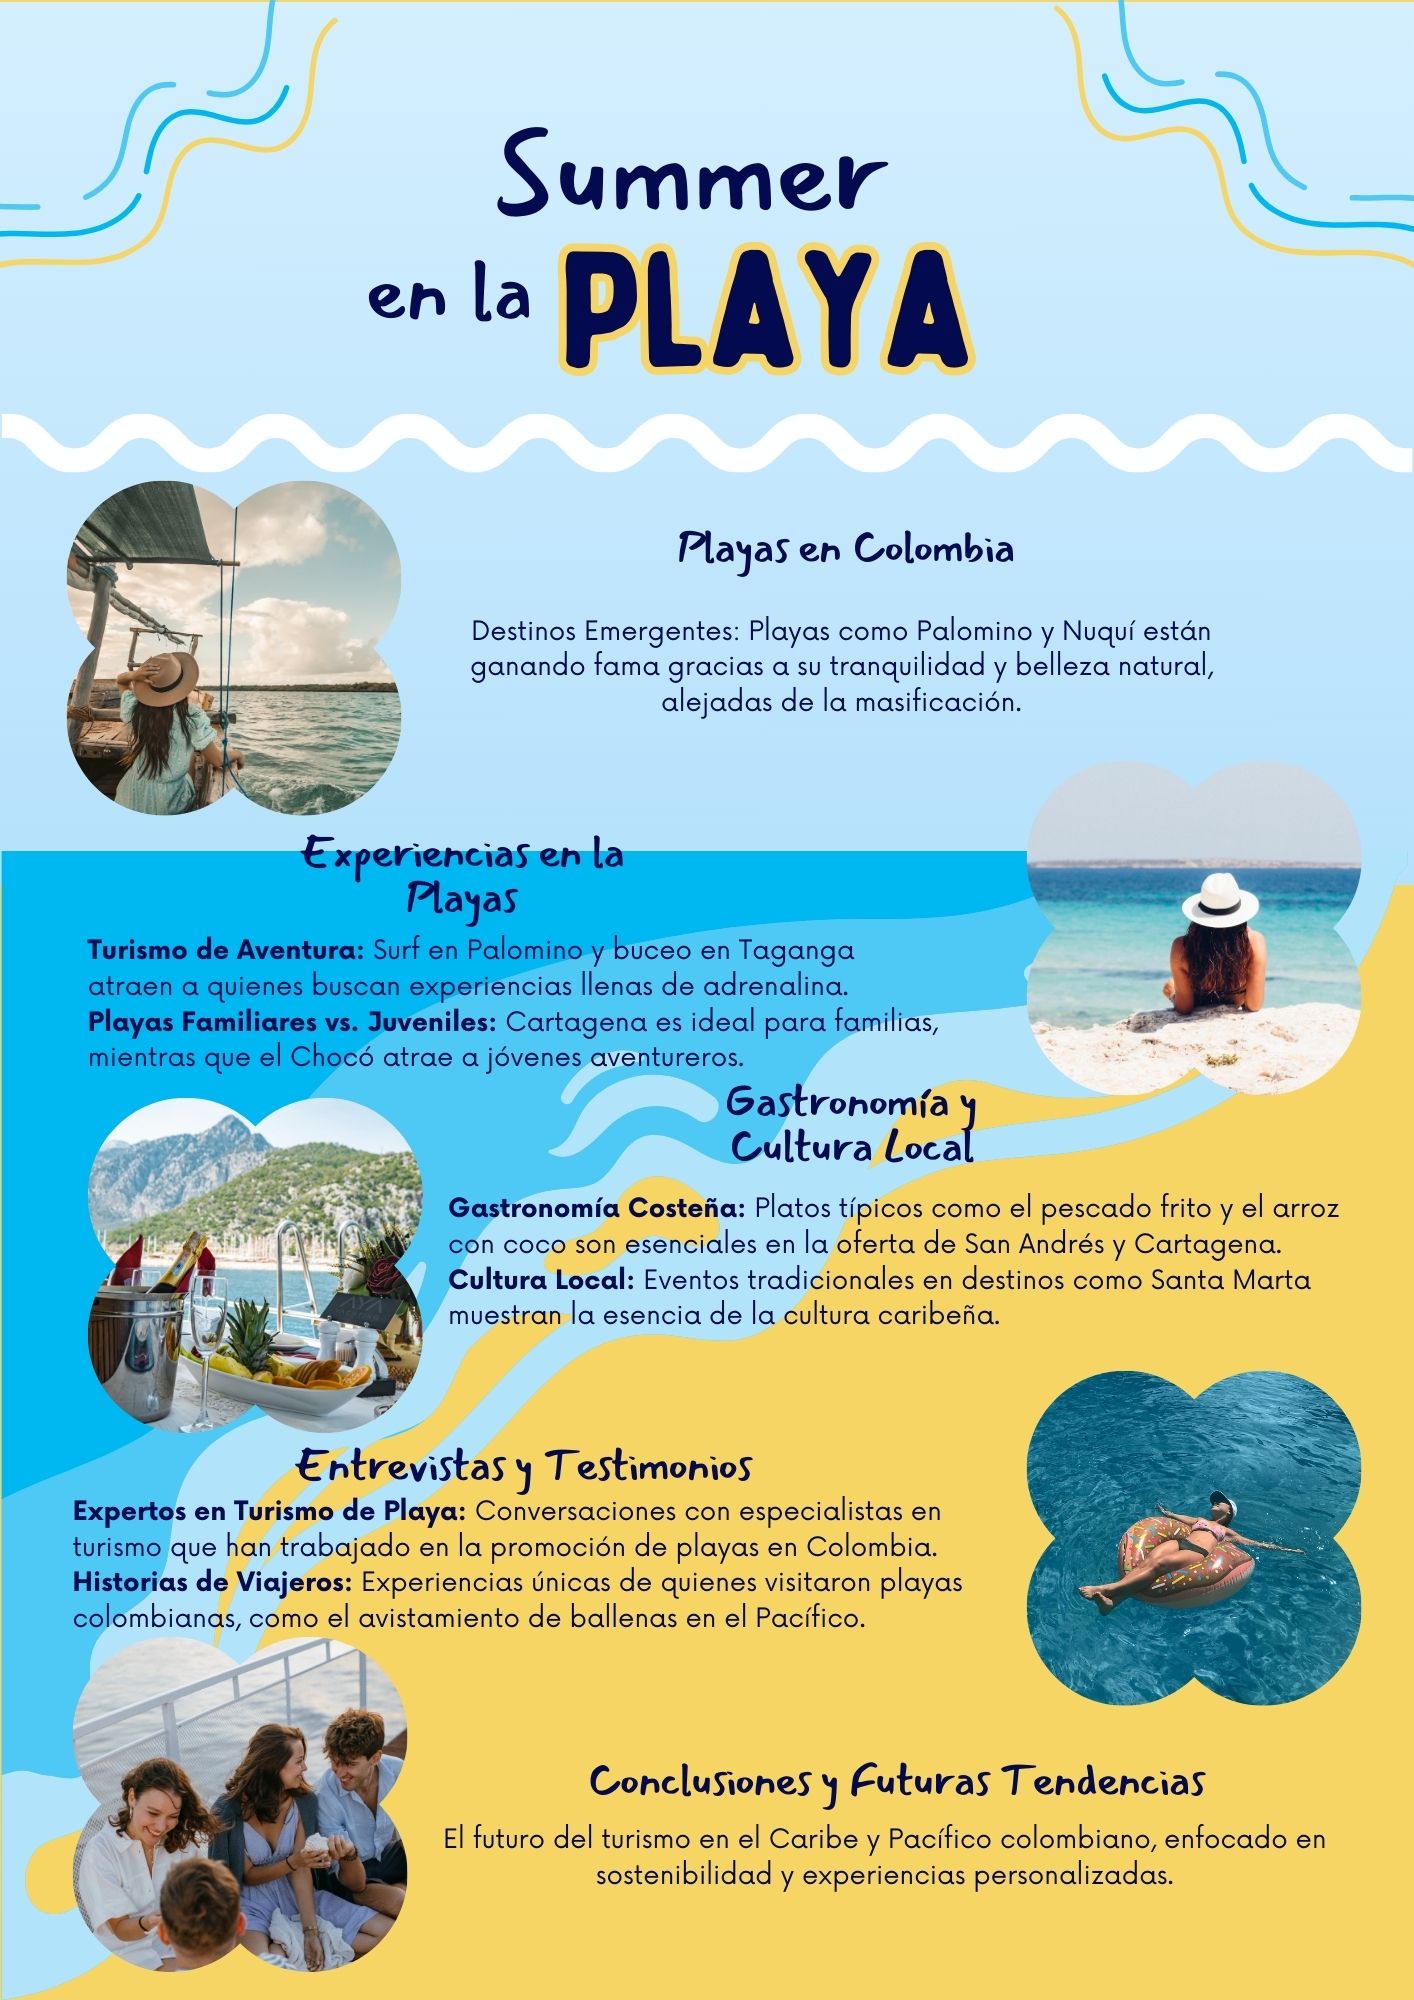 Summer
en la PLAYA
Playas en Colombia
Destinos Emergentes: Playas como Palomino y Nuquí están
ganando fama gracias a su tranquilidad y belleza natural,
alejadas de la masificación.
Experiencias en la
Playas
Turismo de Aventura: Surf en Palomino y buceo en Taganga
atraen a quienes buscan experiencias llenas de adrenalina.
Playas Familiares vs. Juveniles: Cartagena es ideal para familias,
mientras que el Chocó atrae a jóvenes aventureros.
Gastronomía y
Cultura Local
Gastronomía Costeña: Platos típicos como el pescado frito y el arroz
con coco son esenciales en la oferta de San Andrés y Cartagena.
Cultura Local: Eventos tradicionales en destinos como Santa Marta
muestran la esencia de la cultura caribeña.
Entrevistas y Testimonios
Expertos en Turismo de Playa: Conversaciones con especialistas en
turismo que han trabajado en la promoción de playas en Colombia.
Historias de Viajeros: Experiencias únicas de quienes visitaron playas
colombianas, como el avistamiento de ballenas en el Pacífico.
Conclusiones y Futuras Tendencias
El futuro del turismo en el Caribe y Pacífico colombiano, enfocado en
sostenibilidad y experiencias personalizadas.